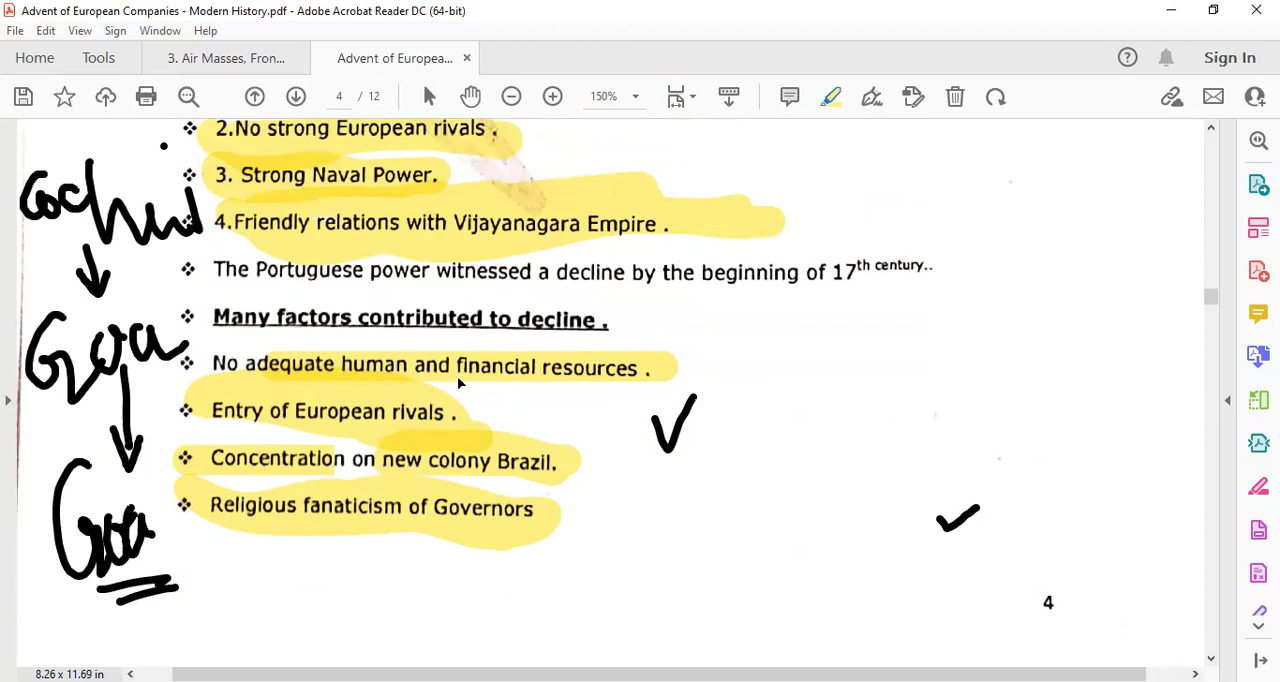 Advent of European Companies - Modern History.pdf - Adobe Acrobat Reader DC (64-bit)
File Edit View Sign Window Help
Home Tools 3. Air Masses, Fron... Advent of Europea... × Sign In
4 / 12 150%
❖ 2.No strong European rivals .
❖ 3. Strong Naval Power.
Cochin
❖ 4.Friendly relations with Vijayanagara Empire .
❖ The Portuguese power witnessed a decline by the beginning of 17th century..
❖ Many factors contributed to decline .
Goa
❖ No adequate human and financial resources .
❖ Entry of European rivals .
❖ Concentration on new colony Brazil.
❖ Religious fanaticism of Governors
Goa
4
8.26 x 11.69 in